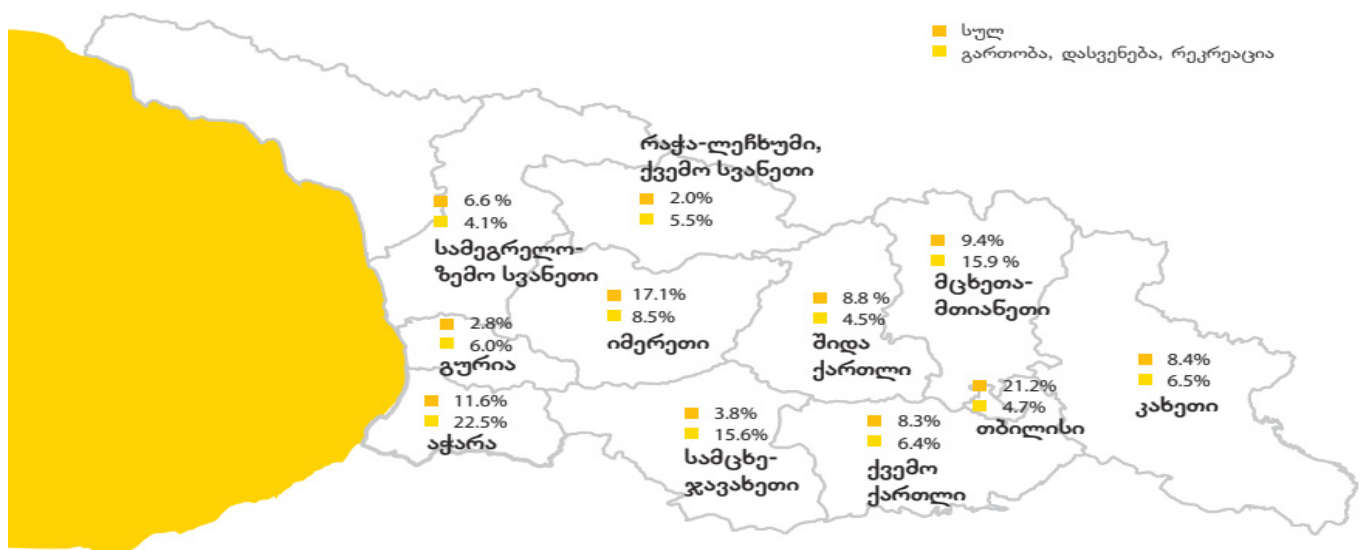 სულ
გართობა, დასვენება, რეკრეაცია
რაჭა-ლეჩხუმი,
ქვემო სვანეთი
2.0%
5.5%
6.6 %
4.1%
სამეგრელო-
ზემო სვანეთი
9.4%
15.9 %
მცხეთა-
მთიანეთი
17.1%
8.5%
იმერეთი
8.8 %
4.5%
შიდა
ქართლი
2.8%
6.0%
გურია
8.4%
6.5%
კახეთი
21.2%
4.7%
თბილისი
11.6%
22.5%
აჭარა
3.8%
15.6%
სამცხე-
ჯავახეთი
8.3%
6.4%
ქვემო
ქართლი